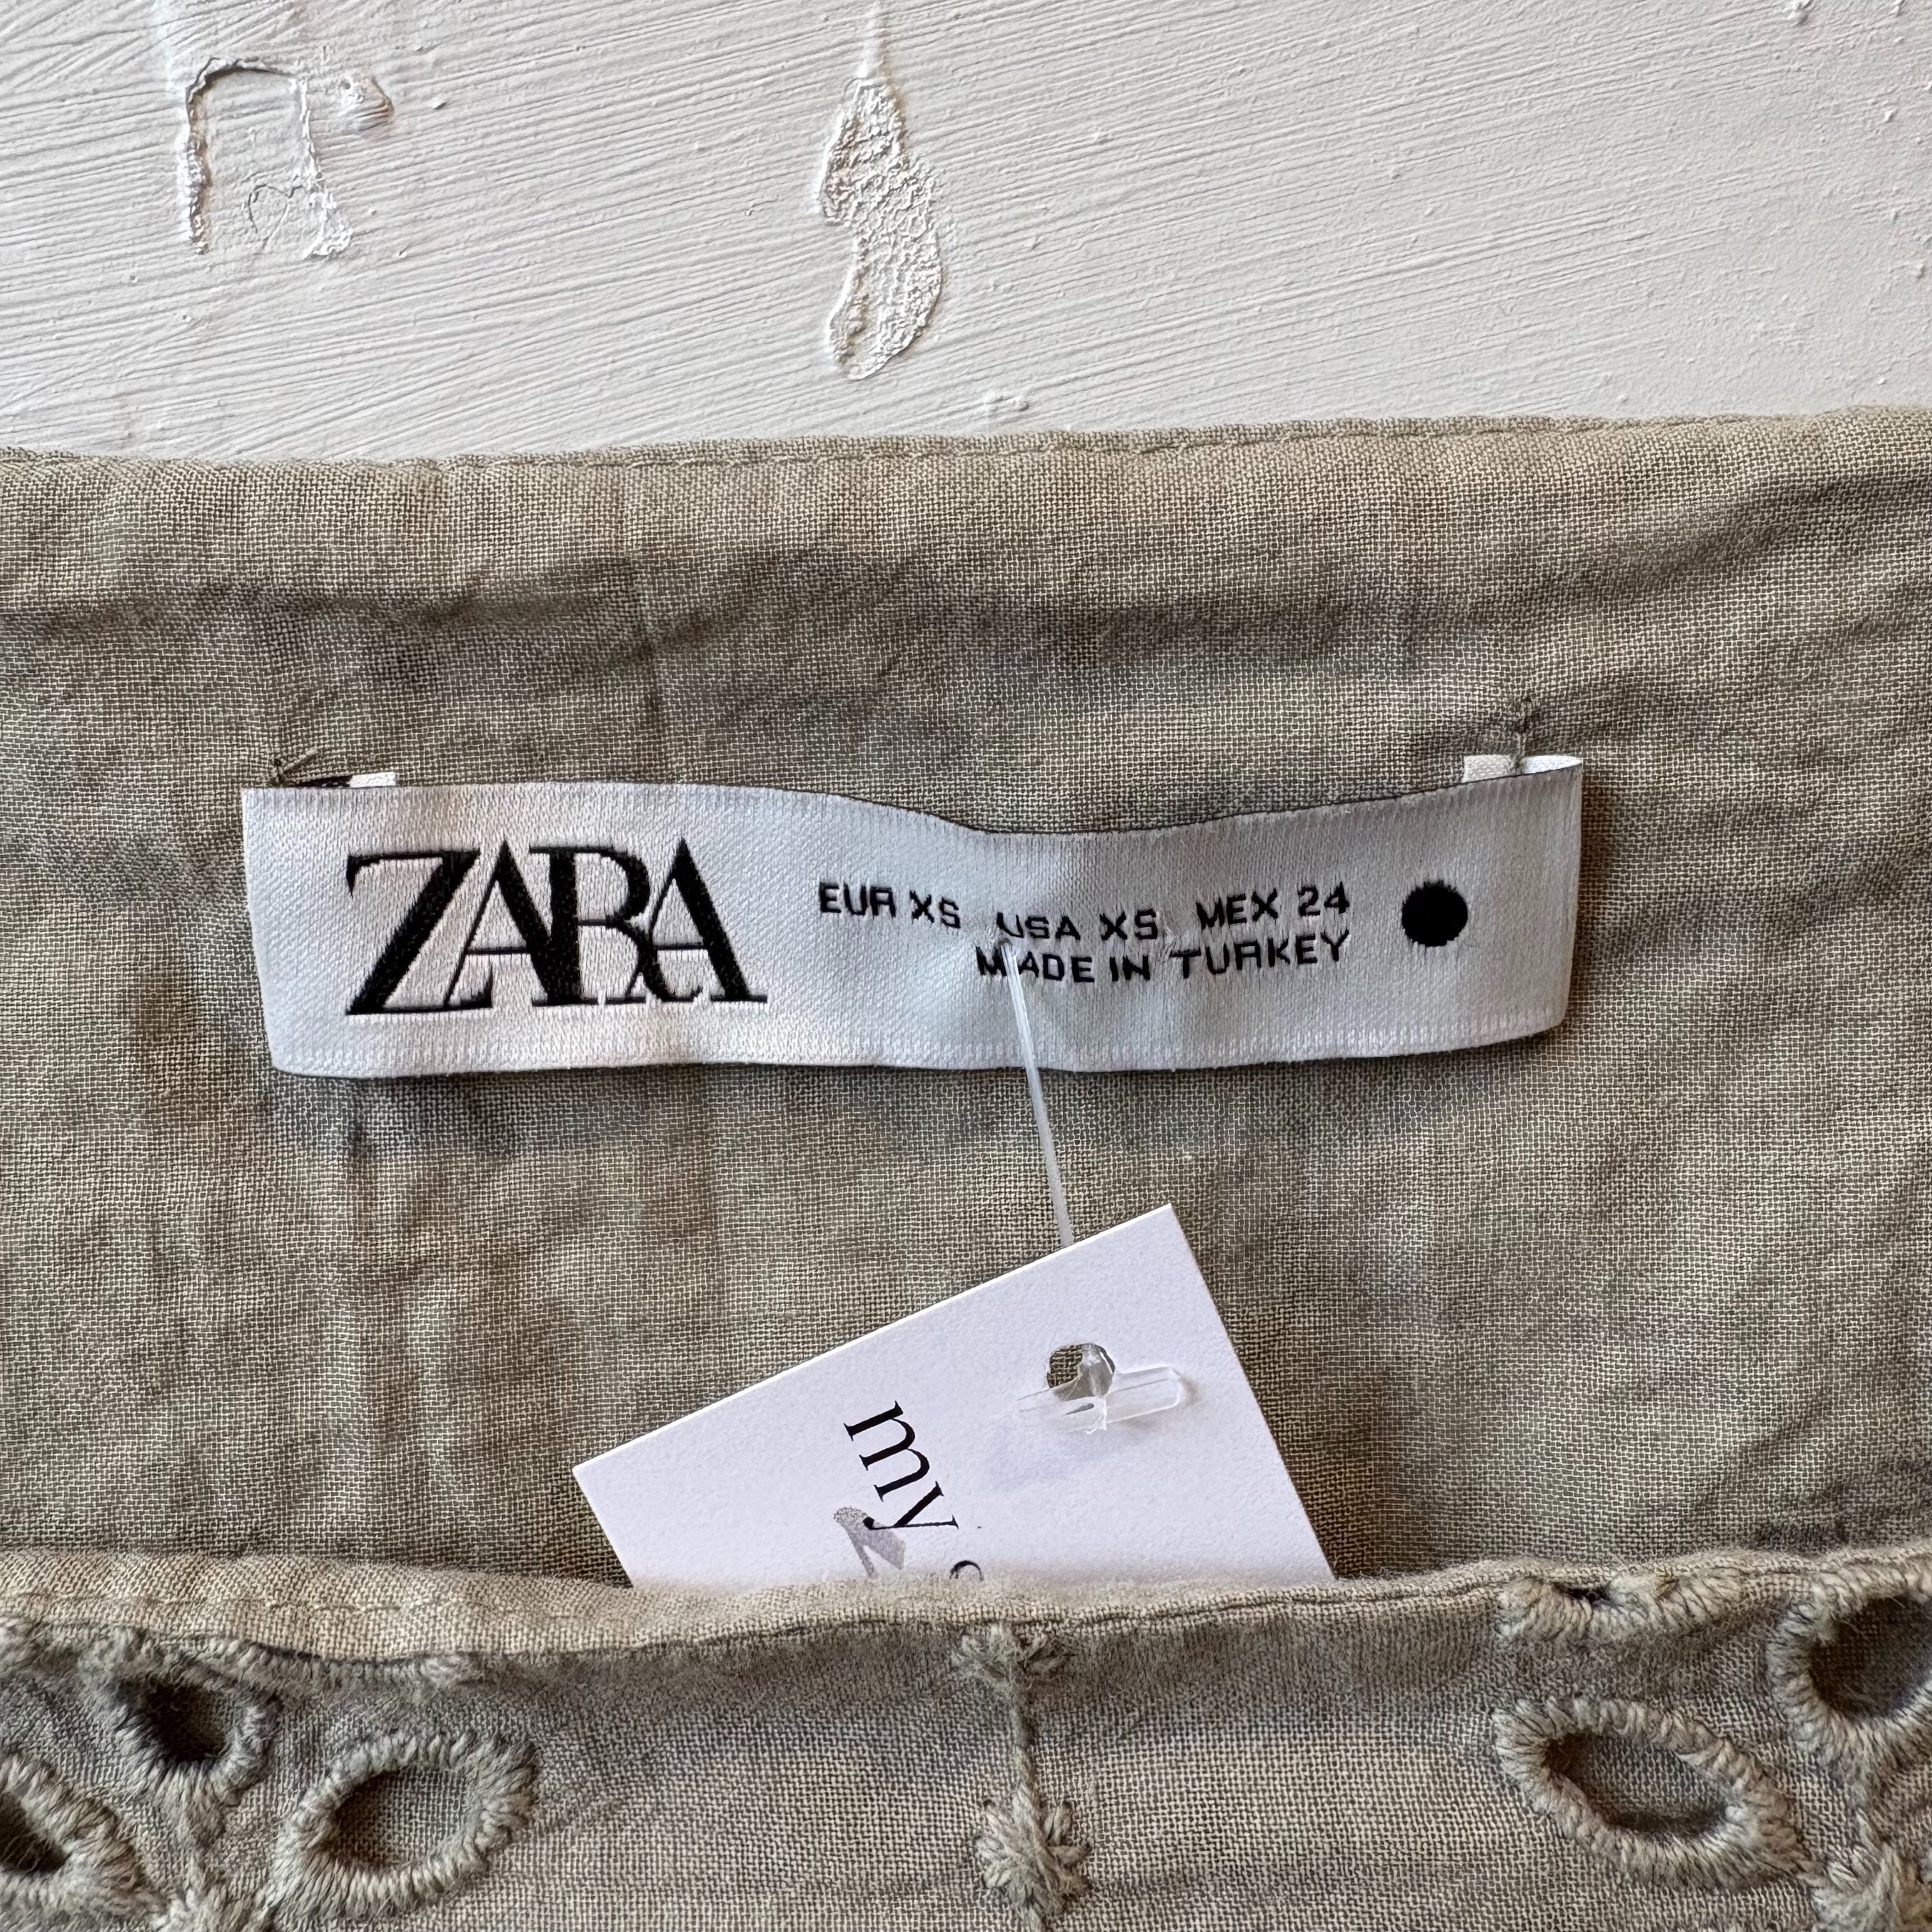 ZARA
EUR XS USA XS MEX 24
MADE IN TURKEY
my